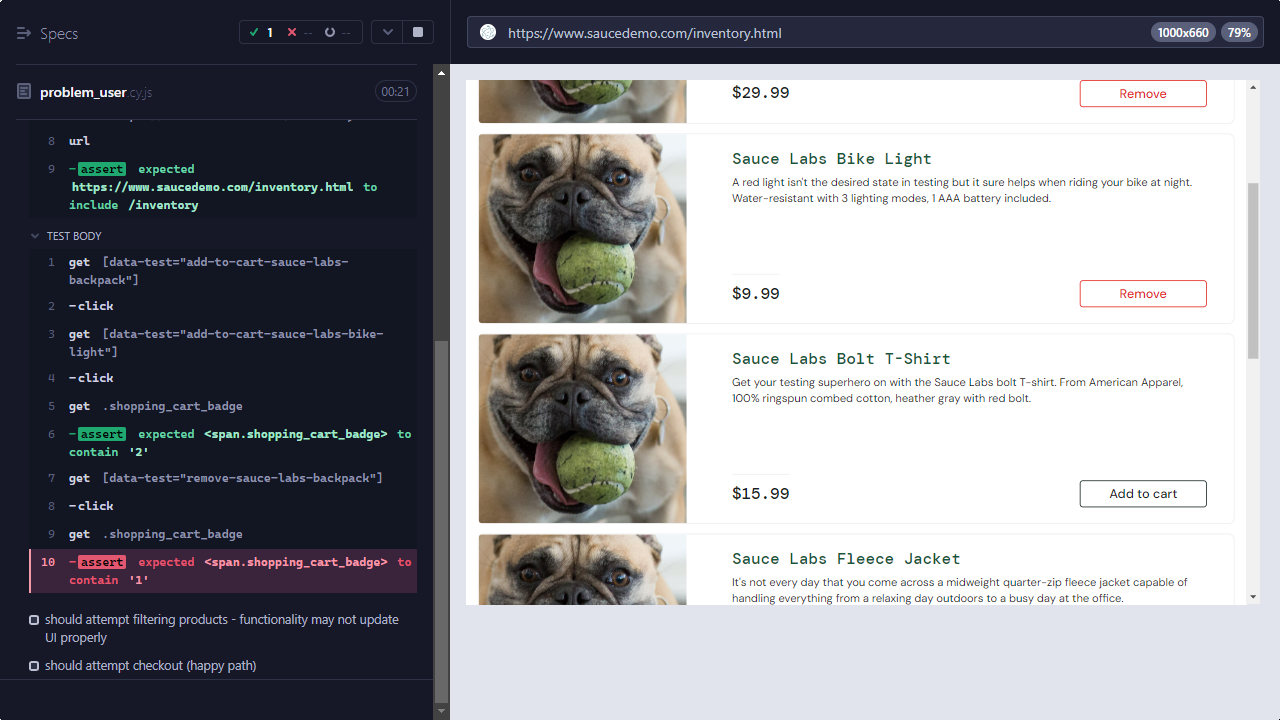 Specs
1
--
--
https://www.saucedemo.com/inventory.html
1000x660
79%
problem_user.cy.js
00:21
8 url
9 -assert expected
https://www.saucedemo.com/inventory.html to
include /inventory
TEST BODY
1 get [data-test="add-to-cart-sauce-labs-
backpack"]
2 -click
3 get [data-test="add-to-cart-sauce-labs-bike-
light"]
4 -click
5 get .shopping_cart_badge
6 -assert expected <span.shopping_cart_badge> to
contain '2'
7 get [data-test="remove-sauce-labs-backpack"]
8 -click
9 get .shopping_cart_badge
10 -assert expected <span.shopping_cart_badge> to
contain '1'
should attempt filtering products - functionality may not update
UI properly
should attempt checkout (happy path)
$29.99
Remove
Sauce Labs Bike Light
A red light isn't the desired state in testing but it sure helps when riding your bike at night.
Water-resistant with 3 lighting modes, 1 AAA battery included.
$9.99
Remove
Sauce Labs Bolt T-Shirt
Get your testing superhero on with the Sauce Labs bolt T-shirt. From American Apparel,
100% ringspun combed cotton, heather gray with red bolt.
$15.99
Add to cart
Sauce Labs Fleece Jacket
It's not every day that you come across a midweight quarter-zip fleece jacket capable of
handling everything from a relaxing day outdoors to a busy day at the office.